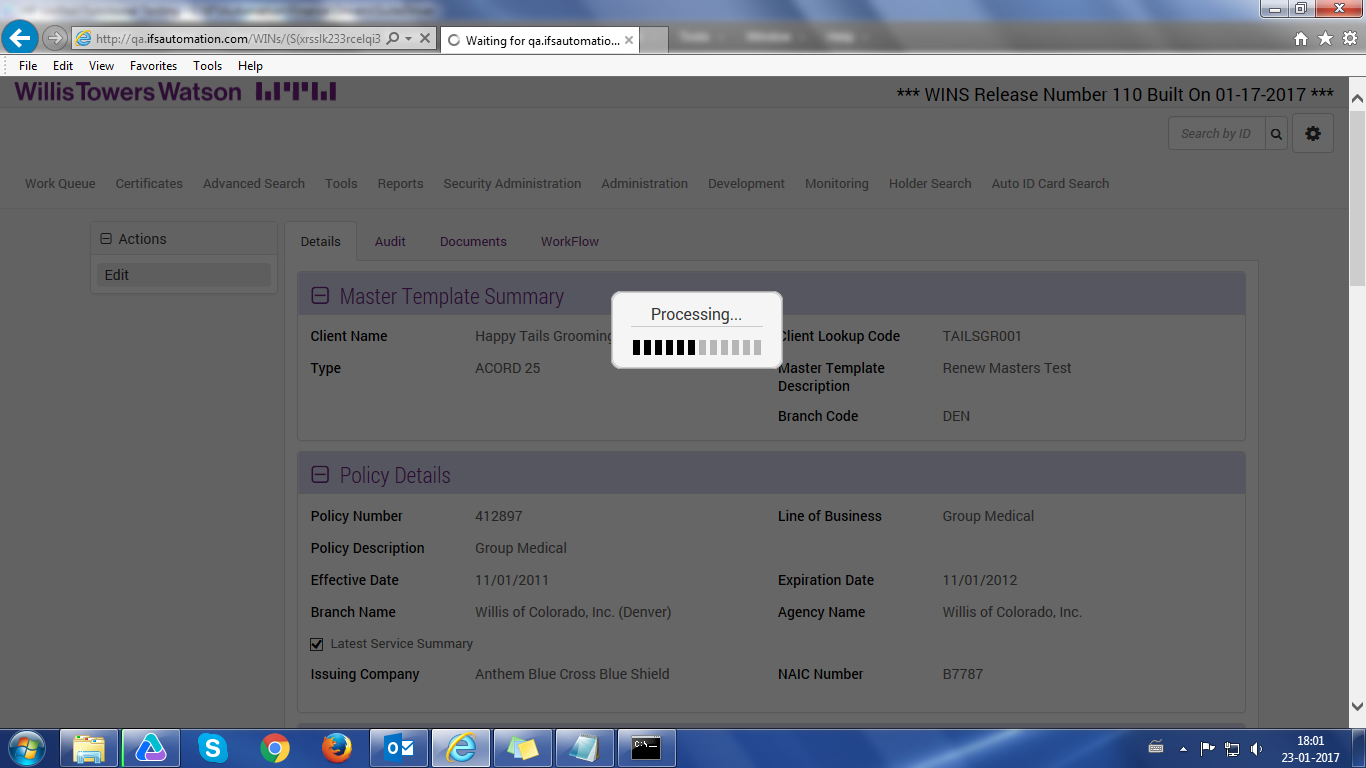 http://qa.ifsautomation.com/WINs/(S(xrsslk233rcelqi3
Waiting for qa.ifsautomatio...
File Edit View Favorites Tools Help
WillisTowersWatson
*** WINS Release Number 110 Built On 01-17-2017 ***
Search by ID
Work Queue Certificates Advanced Search Tools Reports Security Administration Administration Development Monitoring Holder Search Auto ID Card Search
Actions
Edit
Details Audit Documents WorkFlow
Master Template Summary
Processing...
Client Name Happy Tails Grooming Client Lookup Code TAILSGR001
Type ACORD 25 Master Template Description Renew Masters Test
Branch Code DEN
Policy Details
Policy Number 412897 Line of Business Group Medical
Policy Description Group Medical
Effective Date 11/01/2011 Expiration Date 11/01/2012
Branch Name Willis of Colorado, Inc. (Denver) Agency Name Willis of Colorado, Inc.
Latest Service Summary
Issuing Company Anthem Blue Cross Blue Shield NAIC Number B7787
18:01
23-01-2017